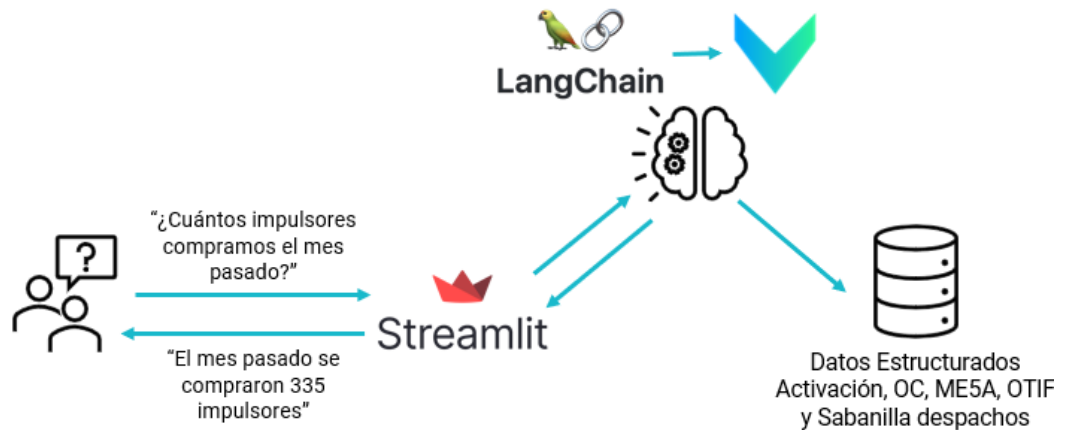 LangChain
“¿Cuántos impulsores
compramos el mes
pasado?”
?
Streamlit
“El mes pasado se
compraron 335
impulsores”
Datos Estructurados
Activación, OC, ME5A, OTIF
y Sabanilla despachos